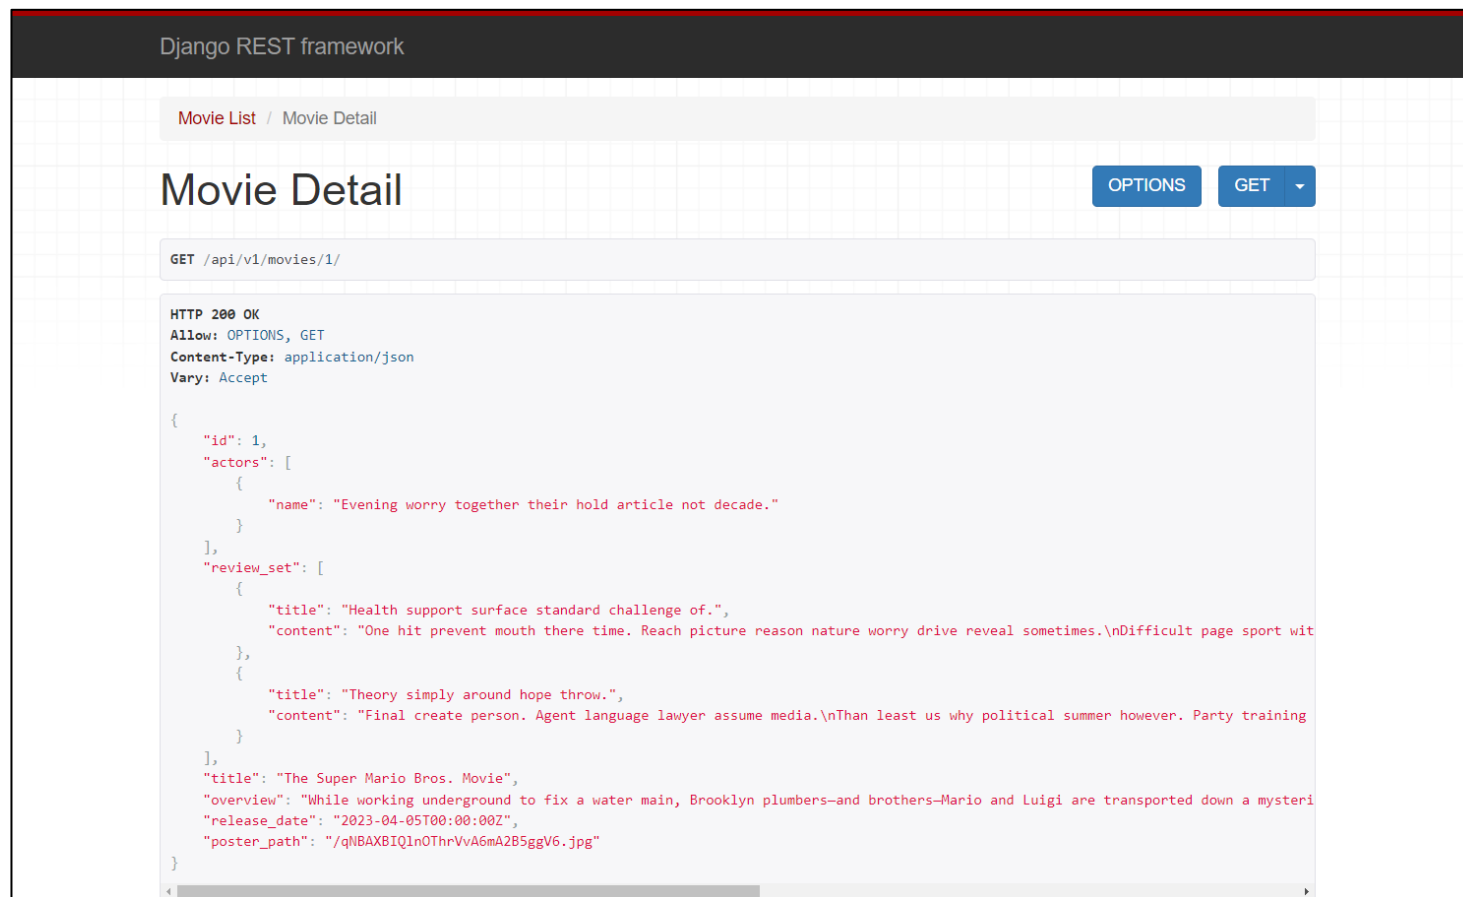 Django REST framework
Movie List / Movie Detail
Movie Detail
OPTIONS GET
GET /api/v1/movies/1/
HTTP 200 OK
Allow: OPTIONS, GET
Content-Type: application/json
Vary: Accept
{
    "id": 1,
    "actors": [
        {
            "name": "Evening worry together their hold article not decade."
        }
    ],
    "review_set": [
        {
            "title": "Health support surface standard challenge of.",
            "content": "One hit prevent mouth there time. Reach picture reason nature worry drive reveal sometimes.\nDifficult page sport wit
        },
        {
            "title": "Theory simply around hope throw.",
            "content": "Final create person. Agent language lawyer assume media.\nThan least us why political summer however. Party training
        }
    ],
    "title": "The Super Mario Bros. Movie",
    "overview": "While working underground to fix a water main, Brooklyn plumbers—and brothers—Mario and Luigi are transported down a mysteri
    "release_date": "2023-04-05T00:00:00Z",
    "poster_path": "/qNBAXBIQlnOThrVvA6mA2B5ggV6.jpg"
}